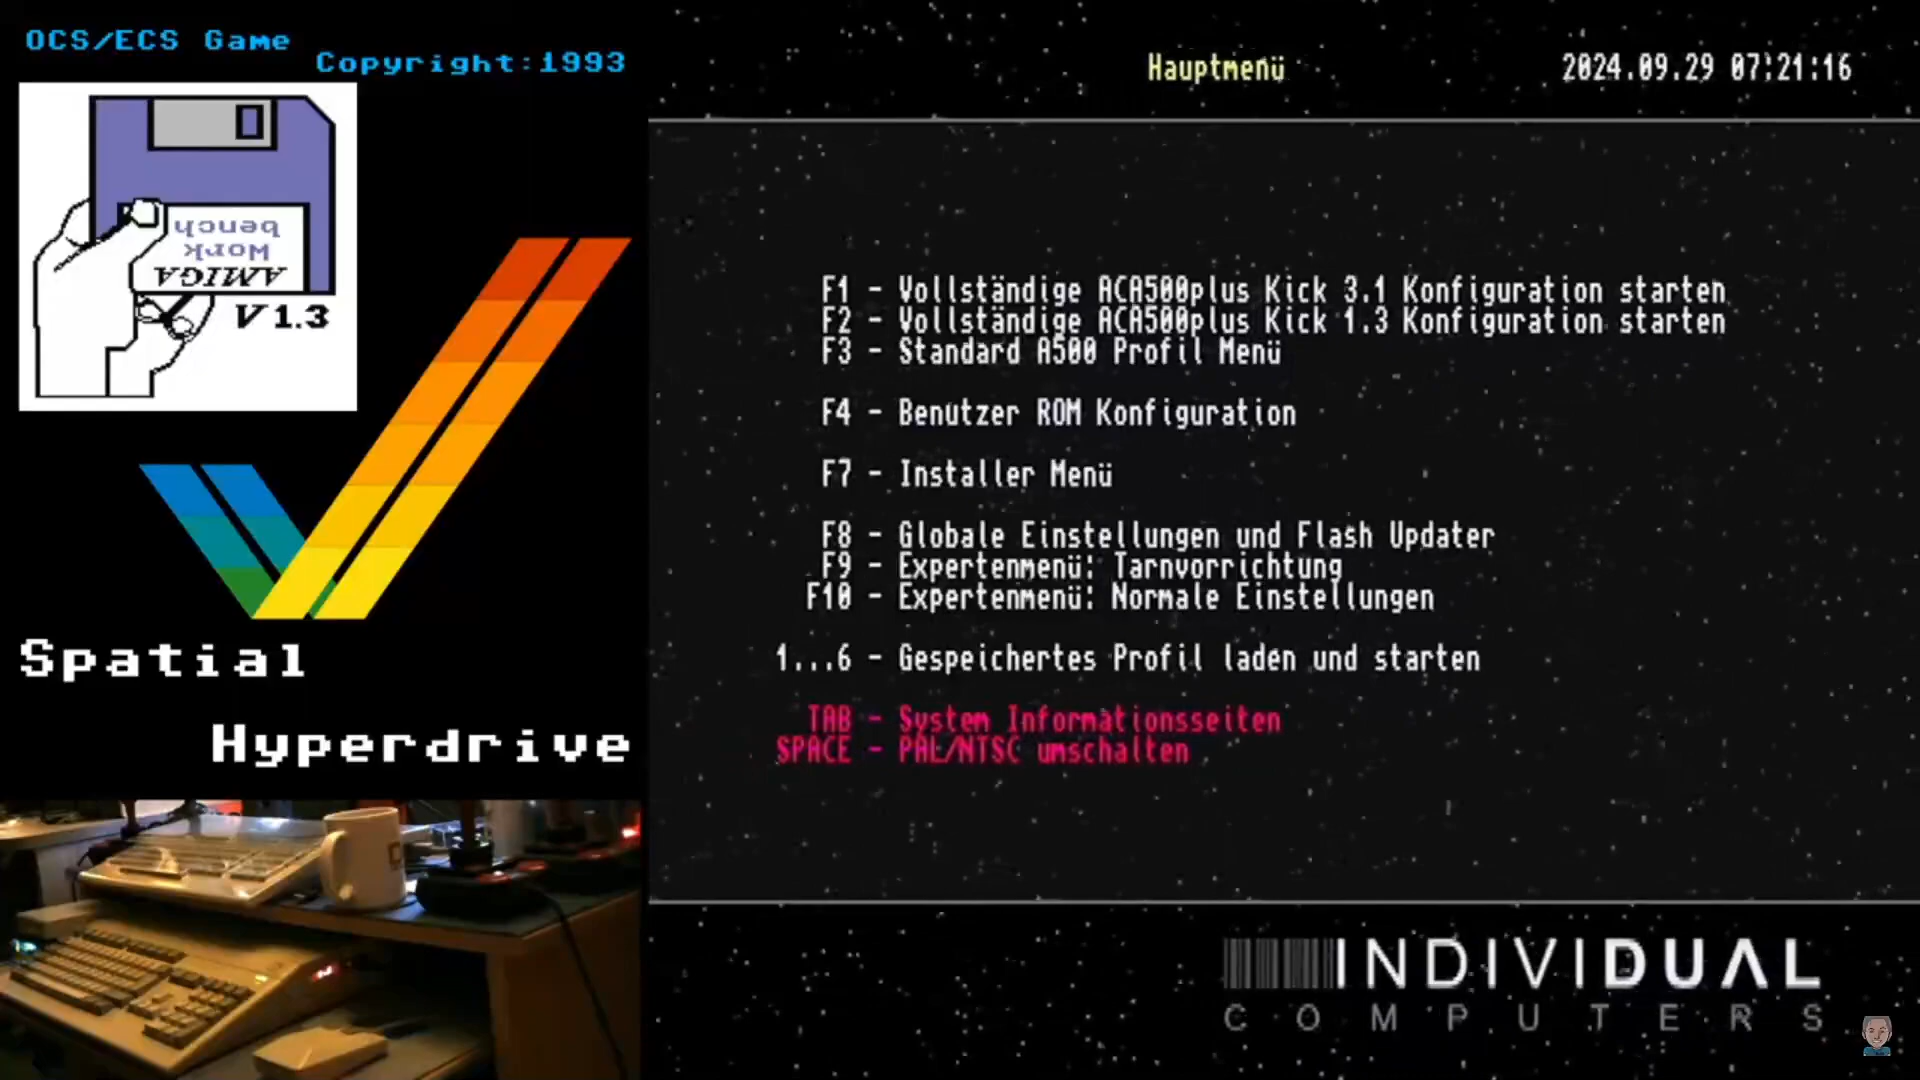 OCS/ECS Game
Copyright:1993
AMIGA
Work
bench
V1.3
Spatial
Hyperdrive
Hauptmenü
2024.09.29 07:21:16
F1 - Vollständige ACA500plus Kick 3.1 Konfiguration starten
F2 - Vollständige ACA500plus Kick 1.3 Konfiguration starten
F3 - Standard A500 Profil Menü
F4 - Benutzer ROM Konfiguration
F7 - Installer Menü
F8 - Globale Einstellungen und Flash Updater
F9 - Expertenmenü: Tarnvorrichtung
F10 - Expertenmenü: Normale Einstellungen
1...6 - Gespeichertes Profil laden und starten
TAB - System Informationsseiten
SPACE - PAL/NTSC umschalten
INDIVIDUAL
COMPUTERS